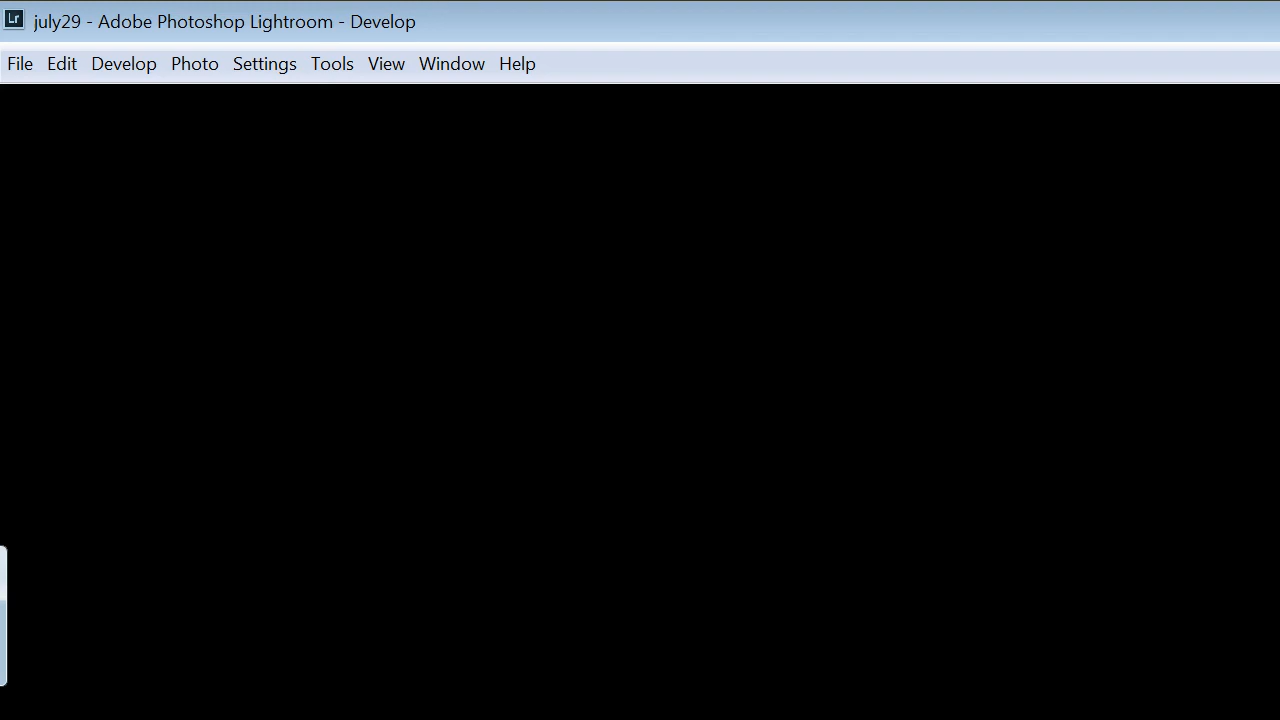 Lr july29 - Adobe Photoshop Lightroom - Develop
File Edit Develop Photo Settings Tools View Window Help